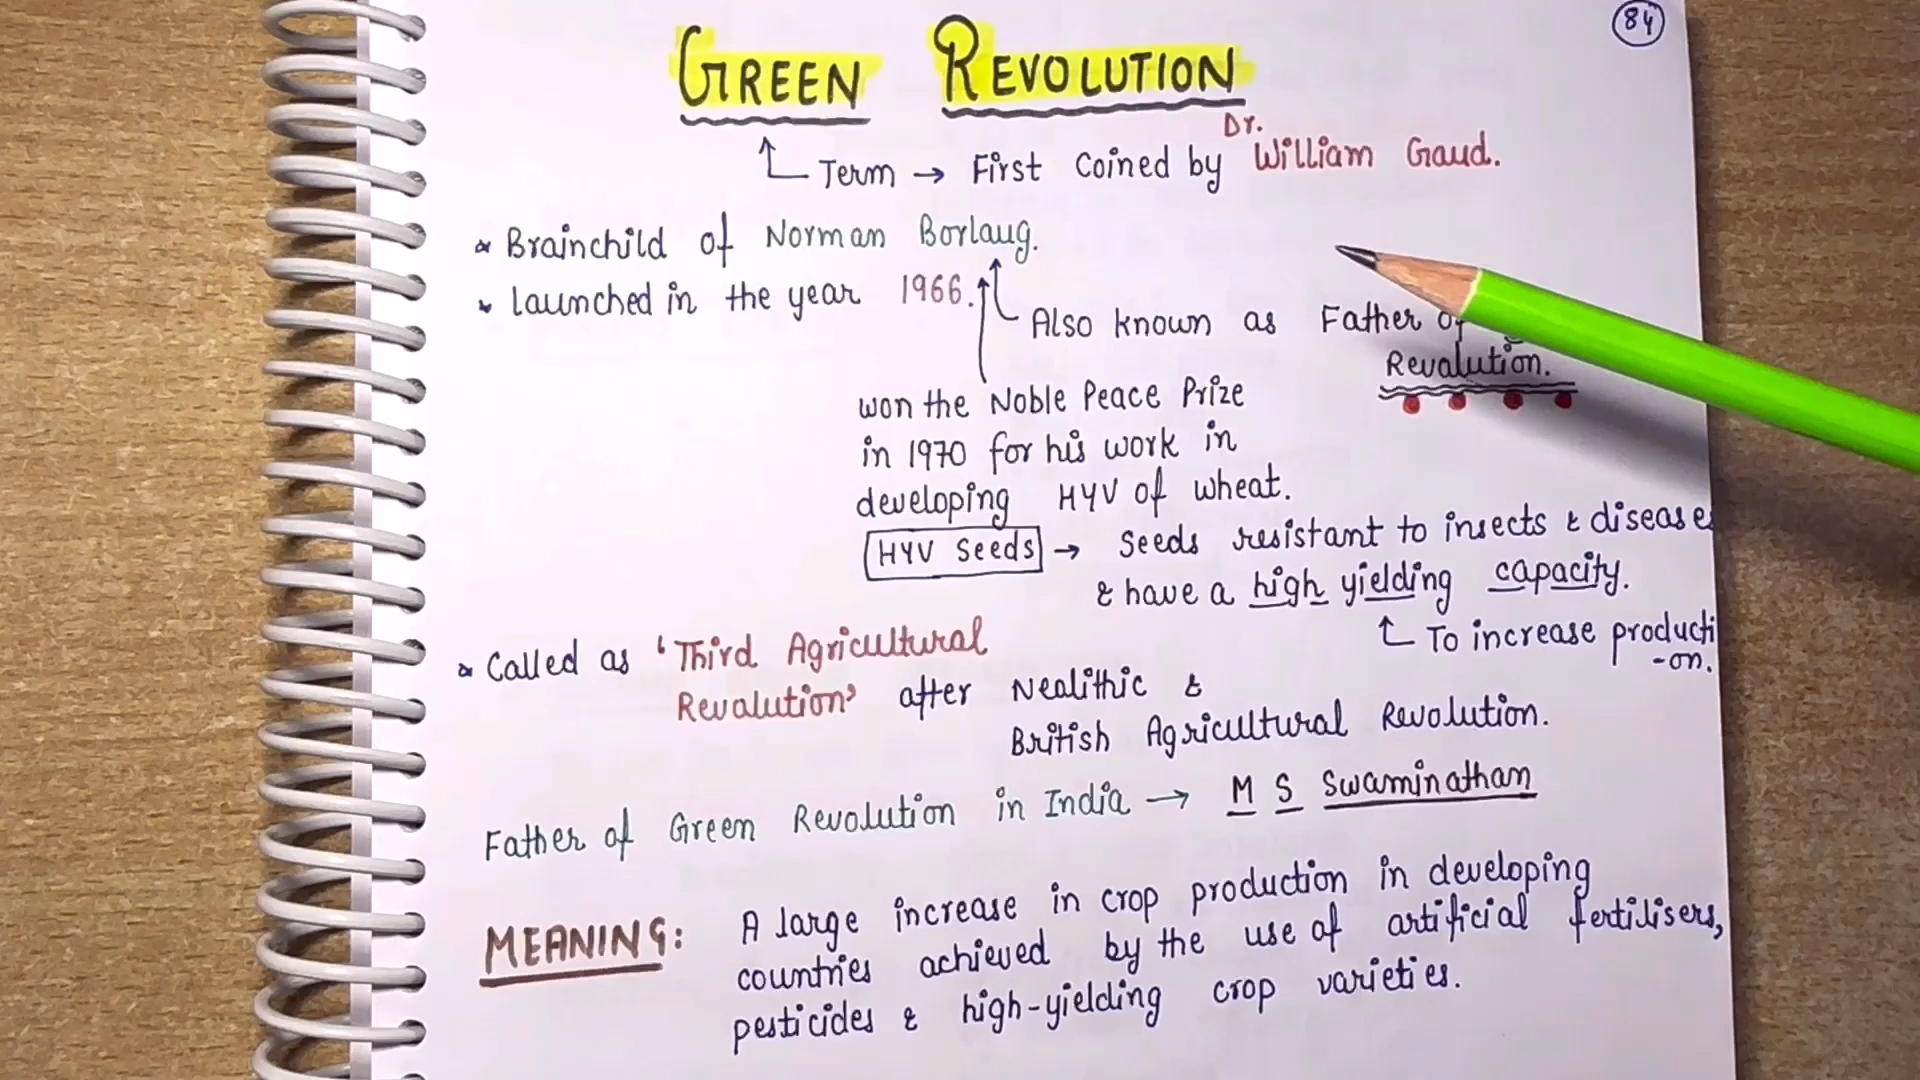 84
GREEN REVOLUTION
Term → First Coined by Dr. William Gaud.
Brainchild of Norman Borlaug.
Launched in the year 1966.
Also known as Father of
Revalution.
won the Noble Peace Prize
in 1970 for his work in
developing HYV of wheat.
HYV Seeds → Seeds resistant to insects & diseases
& have a high yielding capacity.
To increase producti
-on.
Called as 'Third Agricultural
Revalution' after Nealithic &
British Agricultural Revolution.
Father of Green Revolution in India → M S Swaminathan
MEANING: A large increase in crop production in developing
countries achieved by the use of artificial fertilisers,
pesticides & high-yielding crop varieties.